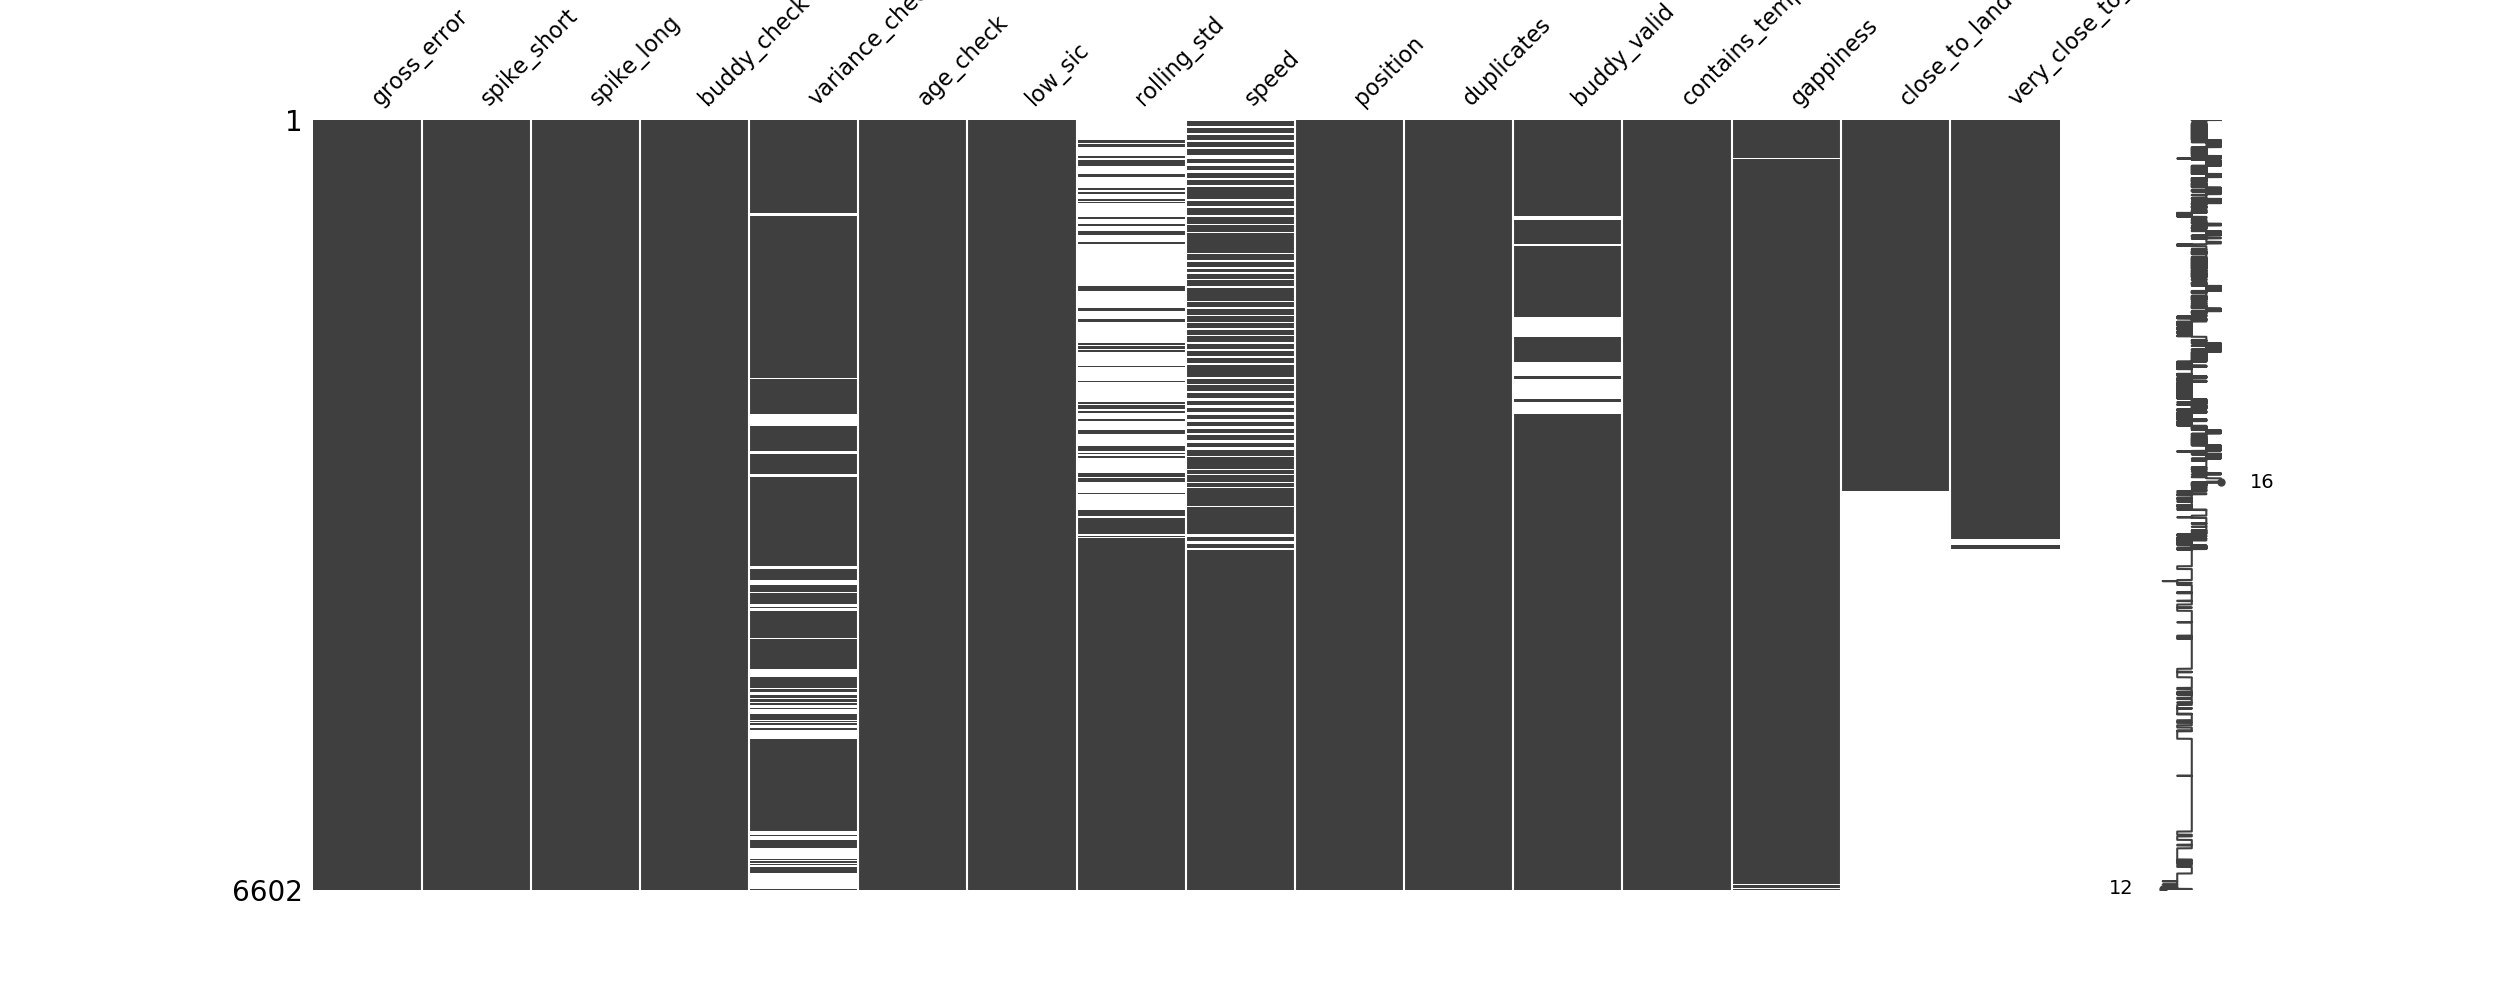 gross_error
spike_short
spike_long
buddy_check
variance_che
age_check
low_sic
rolling_std
speed
position
duplicates
buddy_valid
contains_temp
gappiness
close_to_land
very_close_to_
1
16
6602
12